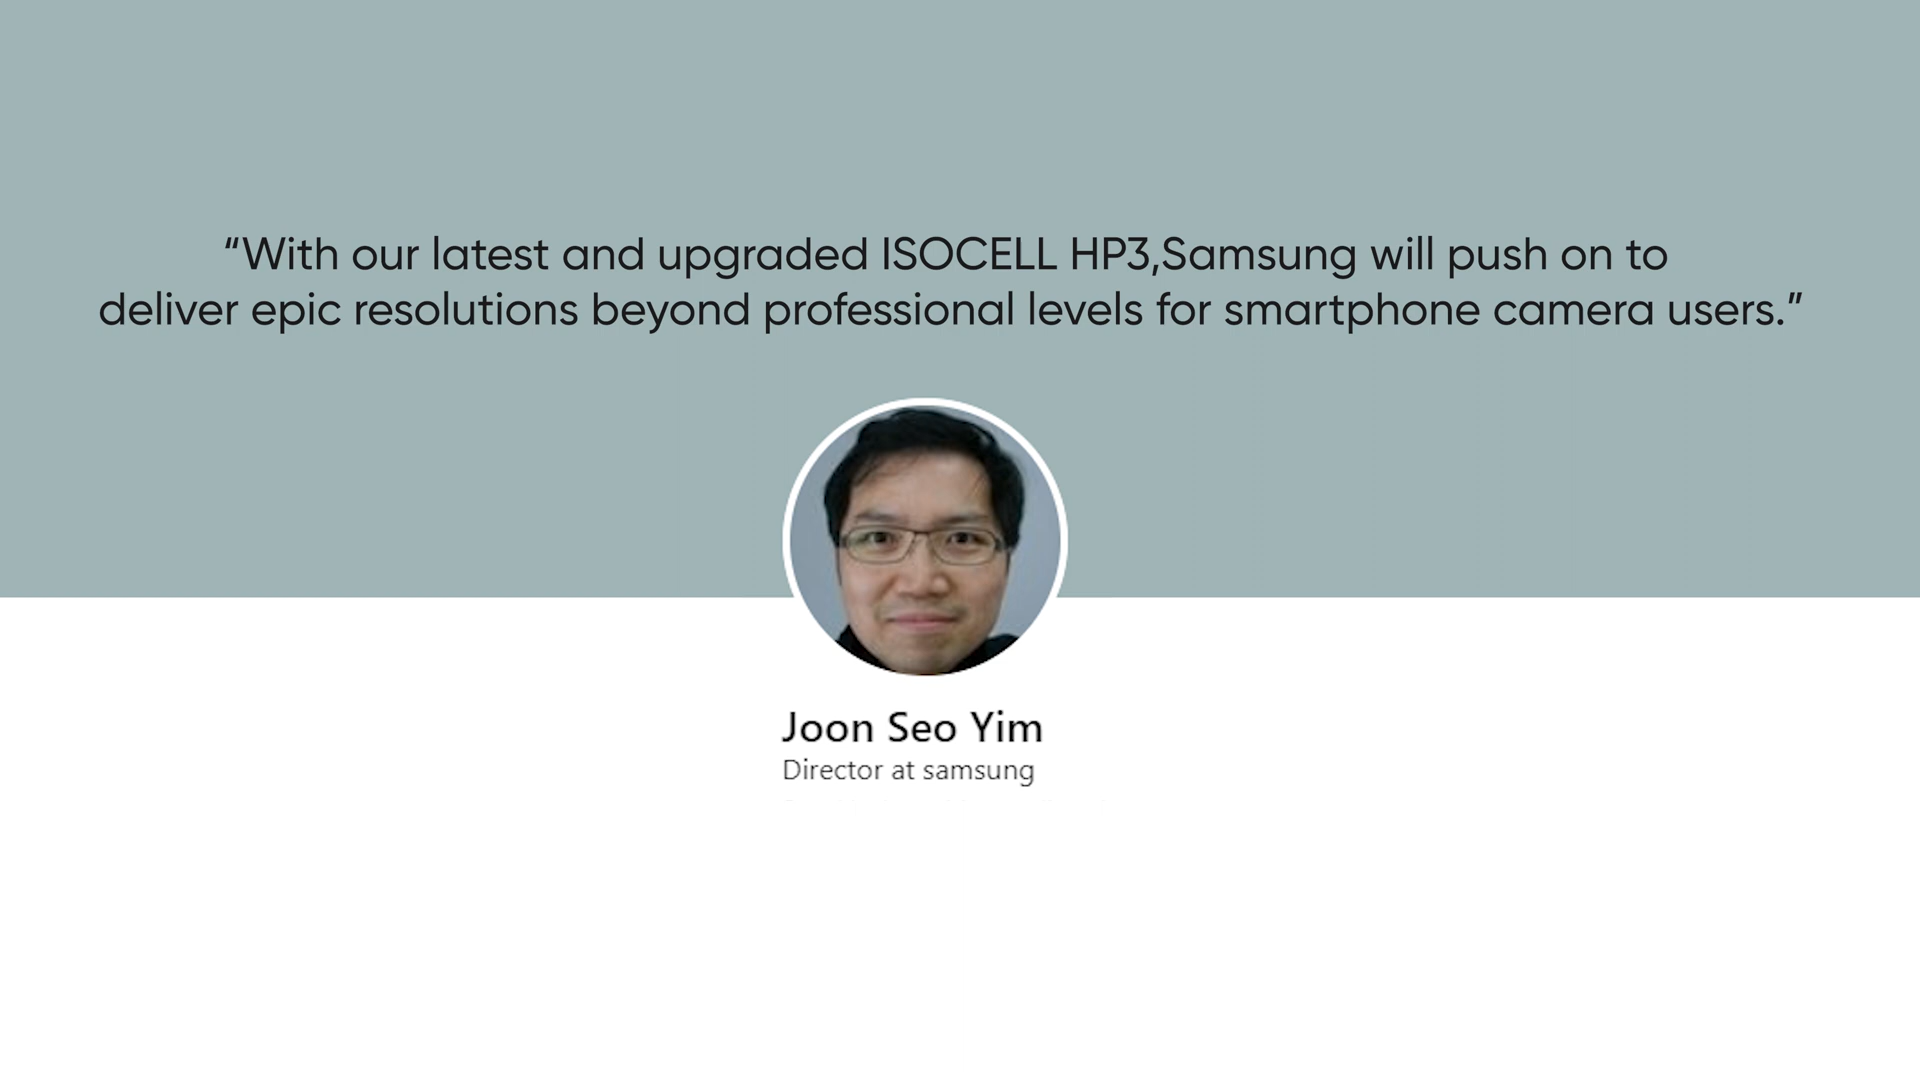 “With our latest and upgraded ISOCELL HP3,Samsung will push on to
deliver epic resolutions beyond professional levels for smartphone camera users.”
Joon Seo Yim
Director at samsung